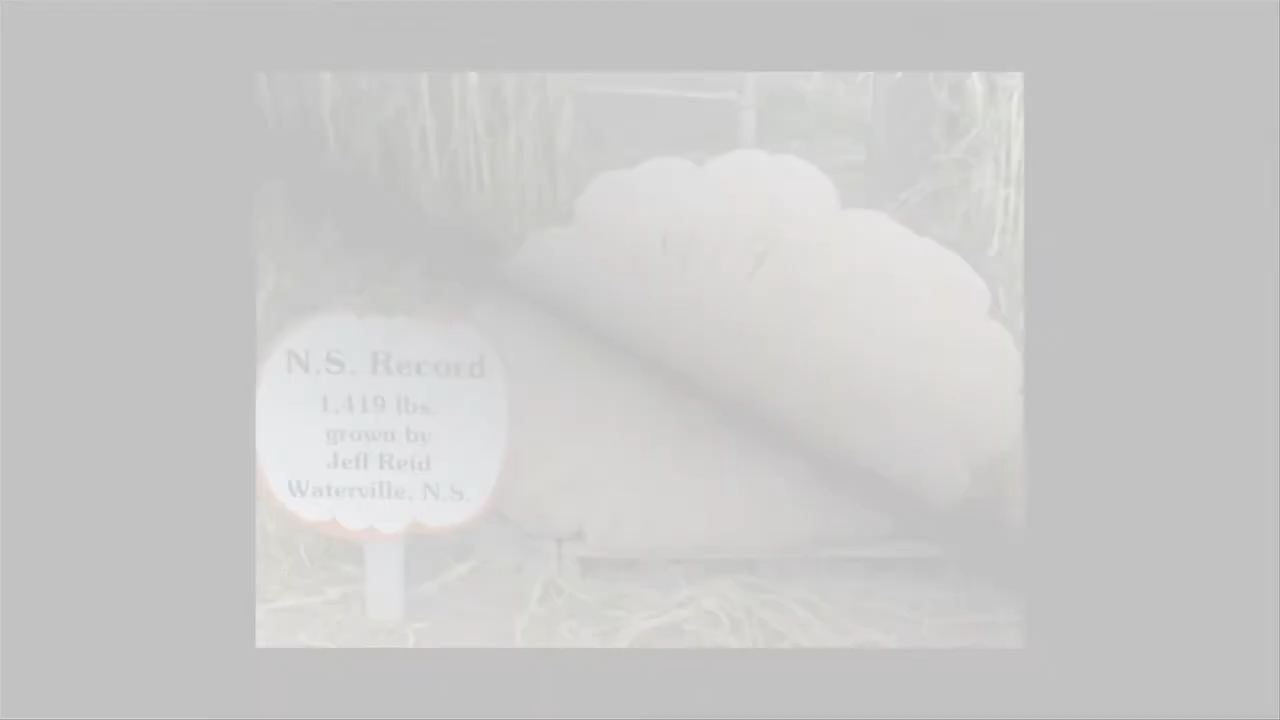 N.S. Record
1,419 lbs.
grown by
Jeff Reid
Waterville, N.S.